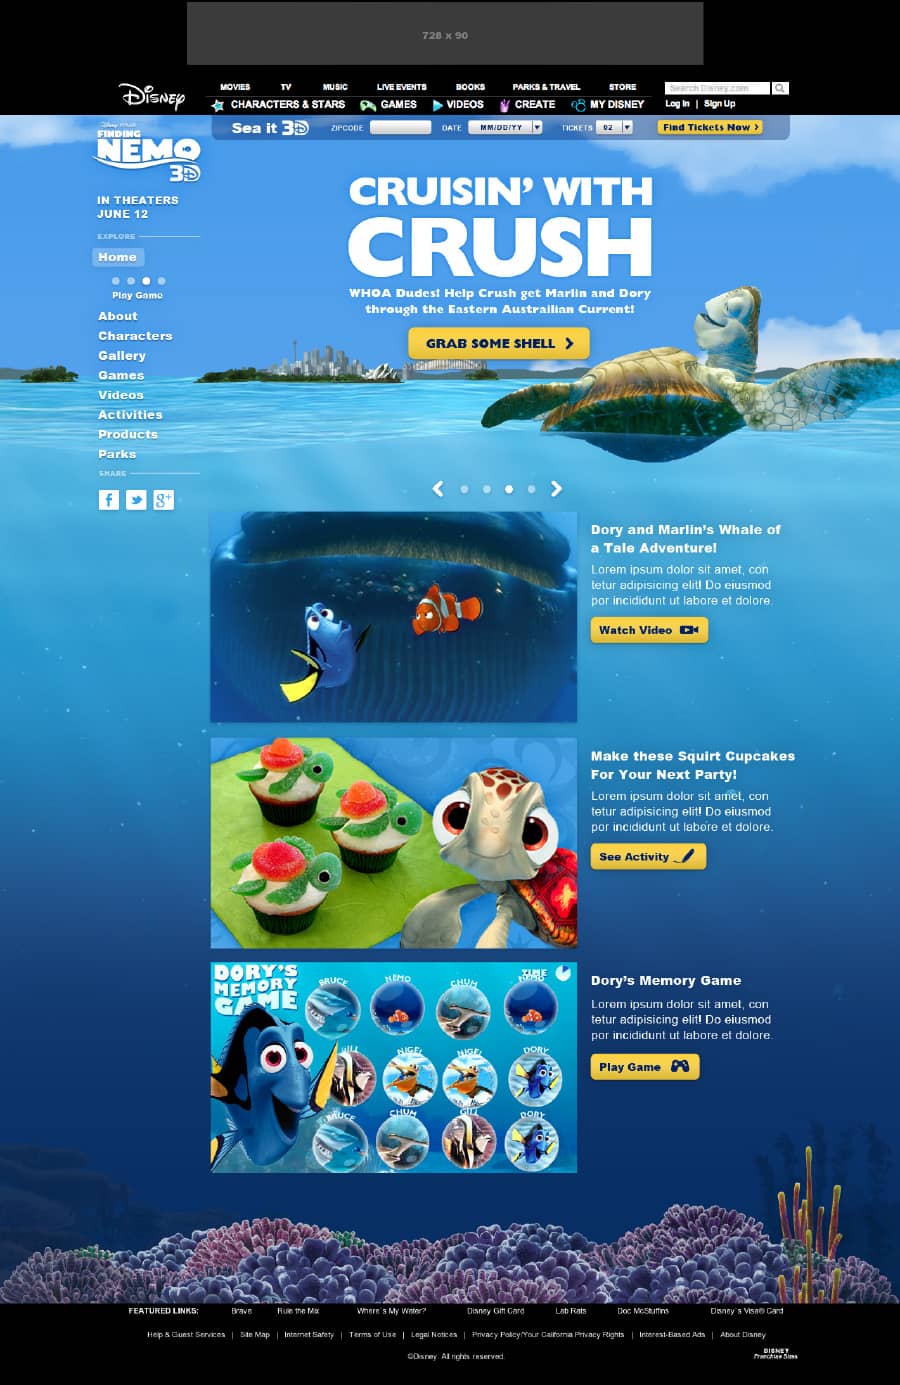 728 x 90
Disney
MOVIES TV MUSIC LIVE EVENTS BOOKS PARKS & TRAVEL STORE
Search Disney.com
CHARACTERS & STARS GAMES VIDEOS CREATE MY DISNEY
Log In | Sign Up
Sea it 3D ZIPCODE DATE MM/DD/YY TICKETS 02 Find Tickets Now
Disney PIXAR
FINDING
NEMO
3D
IN THEATERS
JUNE 12
EXPLORE
Home
Play Game
About
Characters
Gallery
Games
Videos
Activities
Products
Parks
SHARE
CRUISIN' WITH
CRUSH
WHOA Dudes! Help Crush get Marlin and Dory
through the Eastern Austrailian Current!
GRAB SOME SHELL
Dory and Marlin's Whale of
a Tale Adventure!
Lorem ipsum dolor sit amet, con
tetur adipisicing elit! Do eiusmod
por incididunt ut labore et dolore.
Watch Video
Make these Squirt Cupcakes
For Your Next Party!
Lorem ipsum dolor sit amet, con
tetur adipisicing elit! Do eiusmod
por incididunt ut labore et dolore.
See Activity
DORY'S
MEMORY
GAME
TIME
BRUCE NEMO CHUM NEMO
GILL NIGEL NIGEL DORY
BRUCE CHUM GILL DORY
Dory's Memory Game
Lorem ipsum dolor sit amet, con
tetur adipisicing elit! Do eiusmod
por incididunt ut labore et dolore.
Play Game
FEATURED LINKS: Brave Rule the Mix Where's My Water? Disney Gift Card Lab Rats Doc McStuffins Disney's Visa® Card
Help & Guest Services | Site Map | Internet Safety | Terms of Use | Legal Notices | Privacy Policy/Your California Privacy Rights | Interest-Based Ads | About Disney
©Disney. All rights reserved.
DISNEY
Franchise Sites